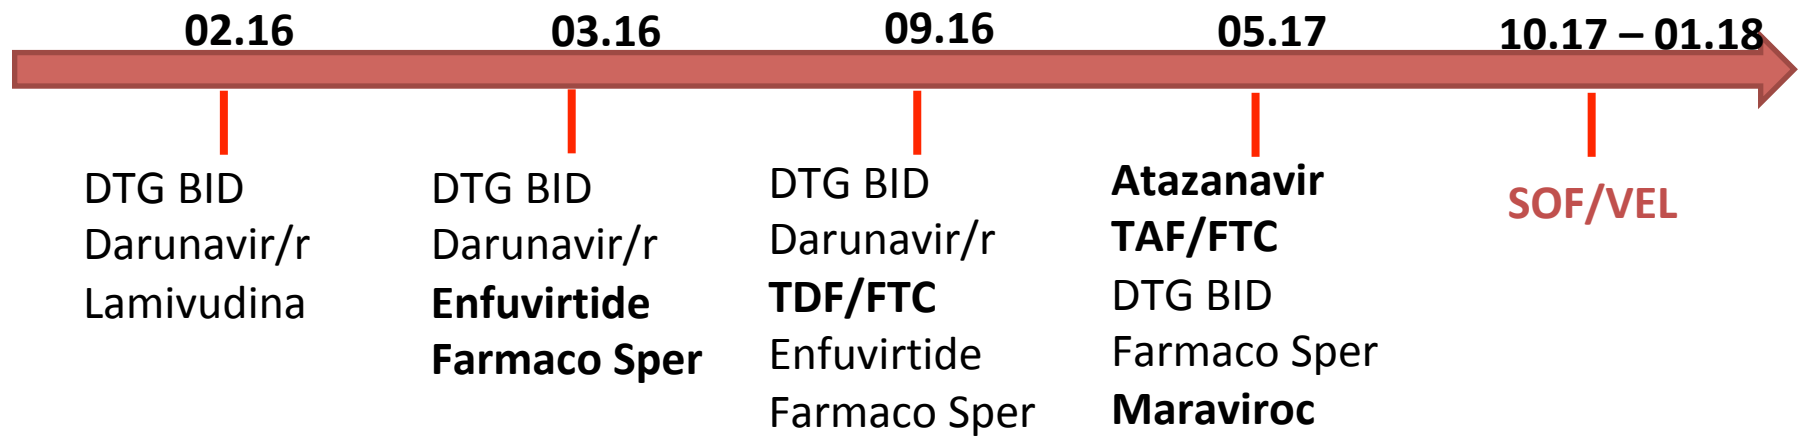 02.16
03.16
09.16
05.17
10.17 – 01.18
DTG BID
Darunavir/r
Lamivudina
DTG BID
Darunavir/r
Enfuvirtide
Farmaco Sper
DTG BID
Darunavir/r
TDF/FTC
Enfuvirtide
Farmaco Sper
Atazanavir
TAF/FTC
DTG BID
Farmaco Sper
Maraviroc
SOF/VEL